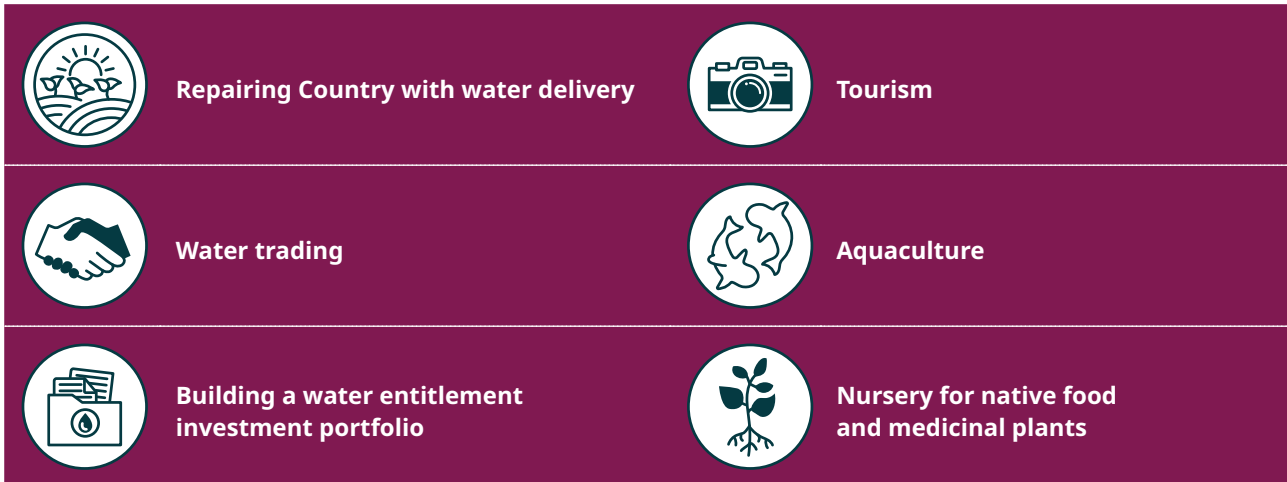 Repairing Country with water delivery
Tourism
Water trading
Aquaculture
Building a water entitlement
investment portfolio
Nursery for native food
and medicinal plants